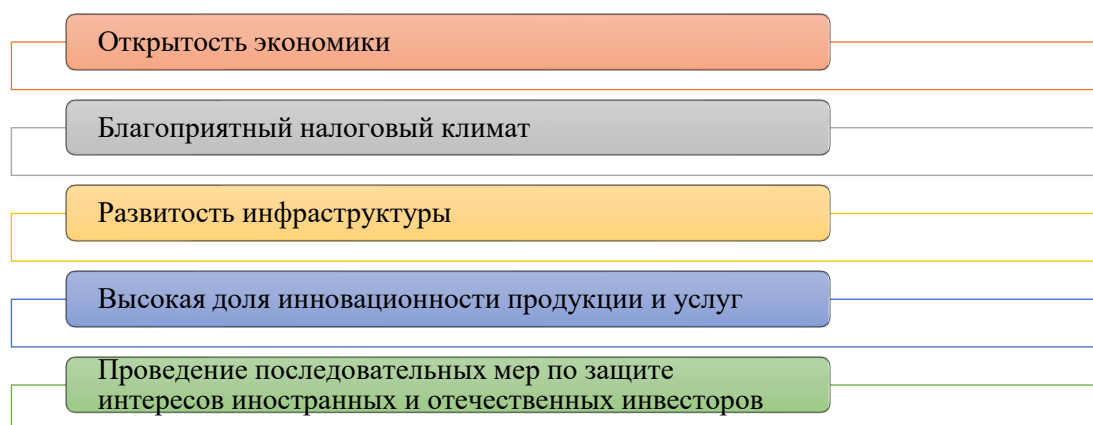 Открытость экономики
Благоприятный налоговый климат
Развитость инфраструктуры
Высокая доля инновационности продукции и услуг
Проведение последовательных мер по защите
интересов иностранных и отечественных инвесторов